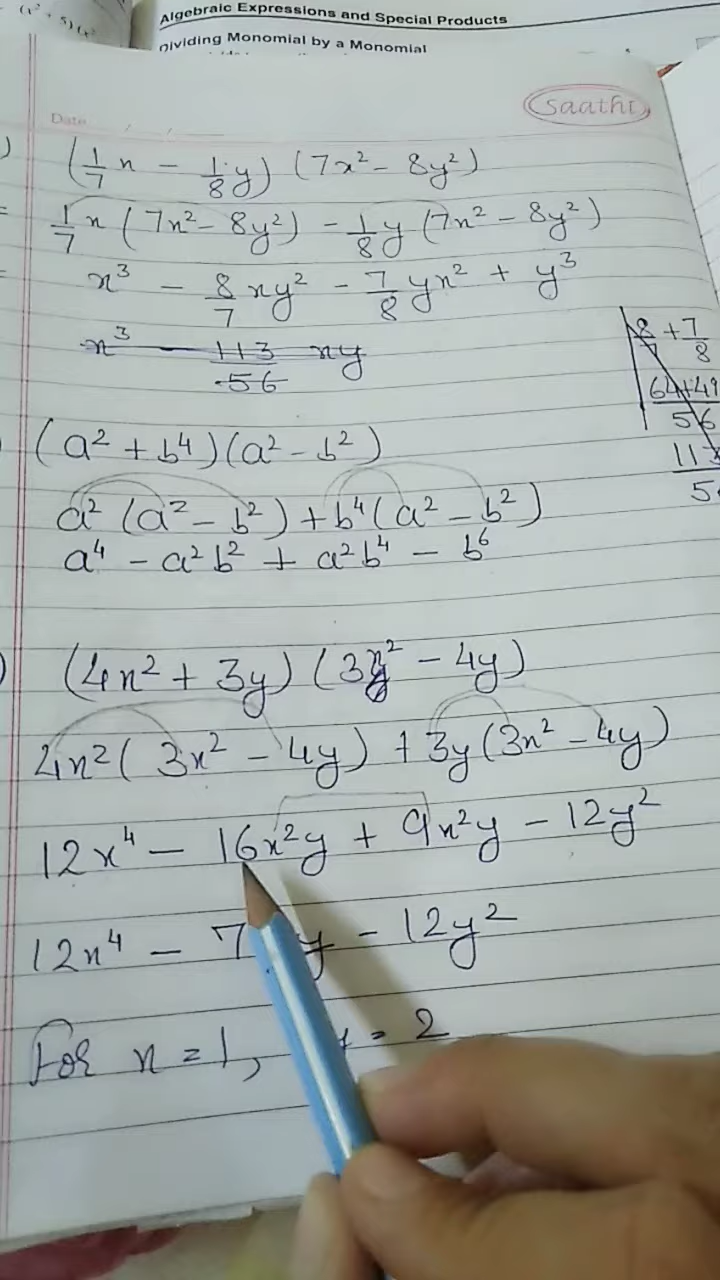 (x² + 5)(x²
Algebraic Expressions and Special Products
Dividing Monomial by a Monomial
saathi
Date / /
(1/7 x - 1/8 y) (7x² - 8y²)
1/7 x (7x² - 8y²) - 1/8 y (7x² - 8y²)
x³ - 8/7 xy² - 7/8 yx² + y³
x³ - 113/56 xy
8/7 + 7/8
64+49
56
(a² + b⁴)(a² - b²)
a² (a² - b²) + b⁴(a² - b²)
a⁴ - a²b² + a²b⁴ - b⁶
(4x² + 3y) (3x² - 4y)
4x² (3x² - 4y) + 3y(3x² - 4y)
12x⁴ - 16x²y + 9x²y - 12y²
12x⁴ - 7 y - 12y²
For x = 1, = 2